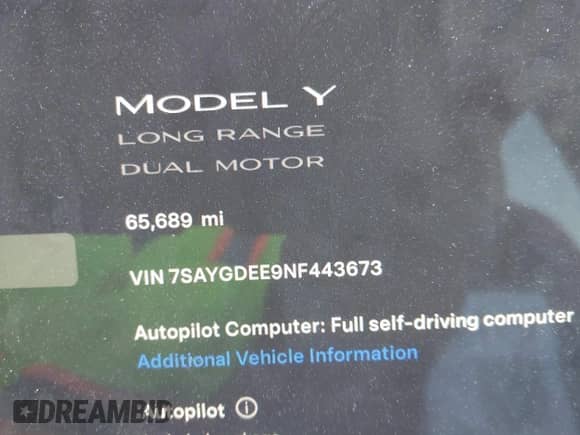 MODEL Y
LONG RANGE
DUAL MOTOR
65,689 mi
VIN 7SAYGDEE9NF443673
Autopilot Computer: Full self-driving computer
Additional Vehicle Information
Autopilot
DREAMBID